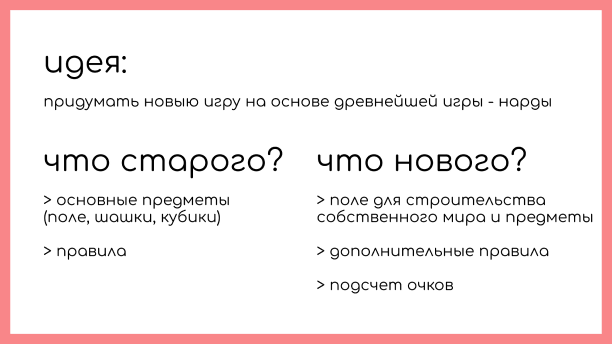 идея:
придумать новыю игру на основе древнейшей игры - нарды
что старого?
> основные предметы
(поле, шашки, кубики)
> правила
что нового?
> поле для строительства
собственного мира и предметы
> дополнительные правила
> подсчет очков